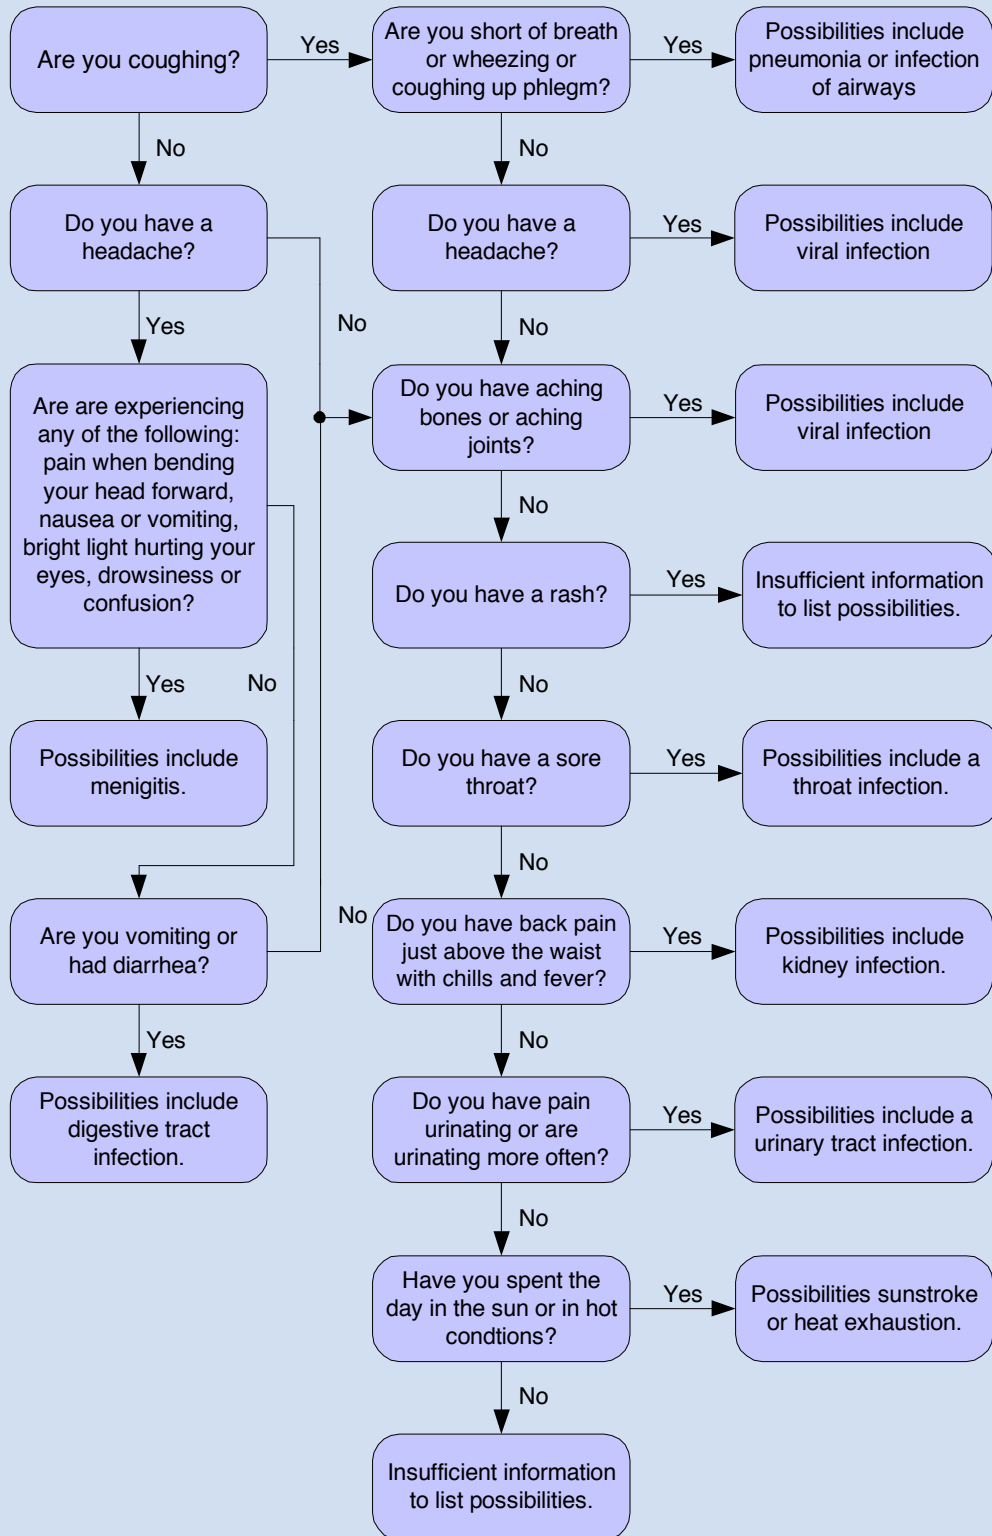 Are you coughing?
Yes
Are you short of breath
or wheezing or
coughing up phlegm?
Yes
Possibilities include
pneumonia or infection
of airways
No
No
Do you have a
headache?
Do you have a
headache?
Yes
Possibilities include
viral infection
Yes
No
No
Are are experiencing
any of the following:
pain when bending
your head forward,
nausea or vomiting,
bright light hurting your
eyes, drowsiness or
confusion?
Do you have aching
bones or aching
joints?
Yes
Possibilities include
viral infection
No
Do you have a rash?
Yes
Insufficient information
to list possibilities.
Yes
No
No
Possibilities include
menigitis.
Do you have a sore
throat?
Yes
Possibilities include a
throat infection.
No
Are you vomiting or
had diarrhea?
No
Do you have back pain
just above the waist
with chills and fever?
Yes
Possibilities include
kidney infection.
Yes
No
Possibilities include
digestive tract
infection.
Do you have pain
urinating or are
urinating more often?
Yes
Possibilities include a
urinary tract infection.
No
Have you spent the
day in the sun or in hot
condtions?
Yes
Possibilities sunstroke
or heat exhaustion.
No
Insufficient information
to list possibilities.